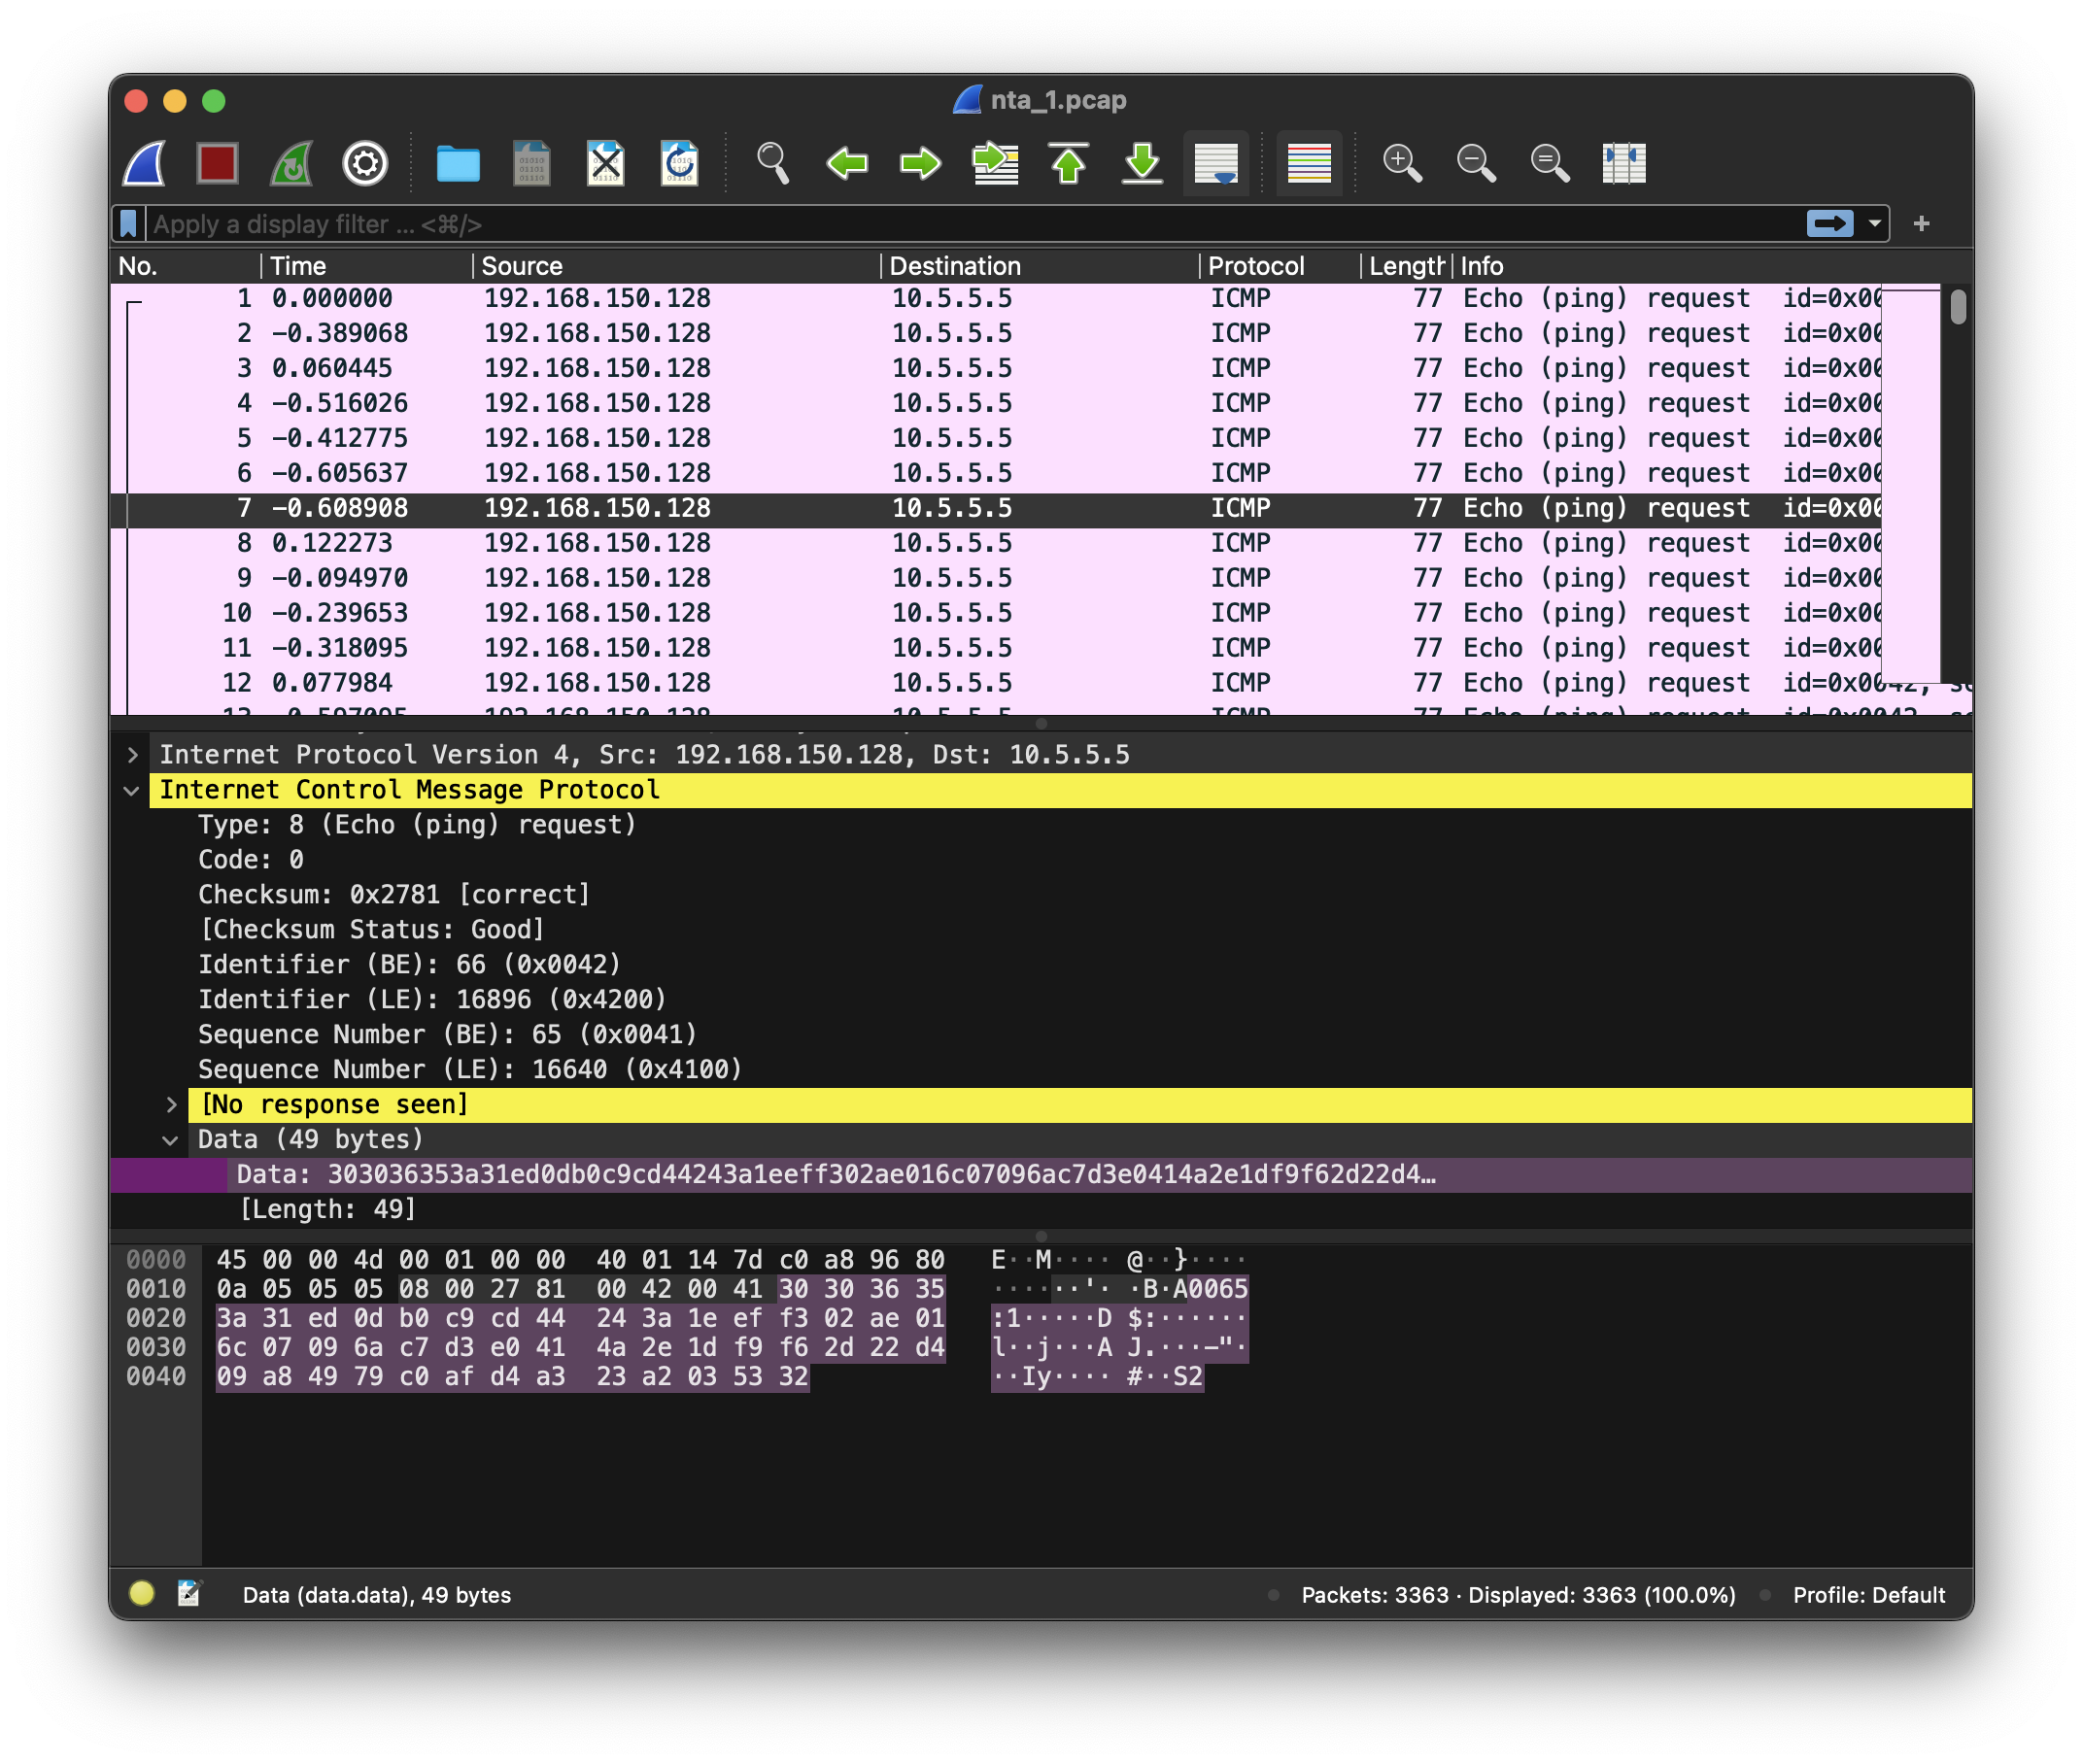 nta_1.pcap
Apply a display filter ... <⌘/>
No. Time Source Destination Protocol Length Info
1 0.000000 192.168.150.128 10.5.5.5 ICMP 77 Echo (ping) request id=0x00
2 -0.389068 192.168.150.128 10.5.5.5 ICMP 77 Echo (ping) request id=0x00
3 0.060445 192.168.150.128 10.5.5.5 ICMP 77 Echo (ping) request id=0x00
4 -0.516026 192.168.150.128 10.5.5.5 ICMP 77 Echo (ping) request id=0x00
5 -0.412775 192.168.150.128 10.5.5.5 ICMP 77 Echo (ping) request id=0x00
6 -0.605637 192.168.150.128 10.5.5.5 ICMP 77 Echo (ping) request id=0x00
7 -0.608908 192.168.150.128 10.5.5.5 ICMP 77 Echo (ping) request id=0x00
8 0.122273 192.168.150.128 10.5.5.5 ICMP 77 Echo (ping) request id=0x00
9 -0.094970 192.168.150.128 10.5.5.5 ICMP 77 Echo (ping) request id=0x00
10 -0.239653 192.168.150.128 10.5.5.5 ICMP 77 Echo (ping) request id=0x00
11 -0.318095 192.168.150.128 10.5.5.5 ICMP 77 Echo (ping) request id=0x00
12 0.077984 192.168.150.128 10.5.5.5 ICMP 77 Echo (ping) request id=0x0042,
Internet Protocol Version 4, Src: 192.168.150.128, Dst: 10.5.5.5
Internet Control Message Protocol
Type: 8 (Echo (ping) request)
Code: 0
Checksum: 0x2781 [correct]
[Checksum Status: Good]
Identifier (BE): 66 (0x0042)
Identifier (LE): 16896 (0x4200)
Sequence Number (BE): 65 (0x0041)
Sequence Number (LE): 16640 (0x4100)
[No response seen]
Data (49 bytes)
Data: 303036353a31ed0db0c9cd44243a1eeff302ae016c07096ac7d3e0414a2e1df9f62d22d4…
[Length: 49]
0000 45 00 00 4d 00 01 00 00 40 01 14 7d c0 a8 96 80 E··M···· @··}····
0010 0a 05 05 05 08 00 27 81 00 42 00 41 30 30 36 35 ······'· ·B·A0065
0020 3a 31 ed 0d b0 c9 cd 44 24 3a 1e ef f3 02 ae 01 :1·····D $:······
0030 6c 07 09 6a c7 d3 e0 41 4a 2e 1d f9 f6 2d 22 d4 l··j···A J.···-"·
0040 09 a8 49 79 c0 af d4 a3 23 a2 03 53 32 ··Iy···· #··S2
Data (data.data), 49 bytes
Packets: 3363 · Displayed: 3363 (100.0%)
Profile: Default